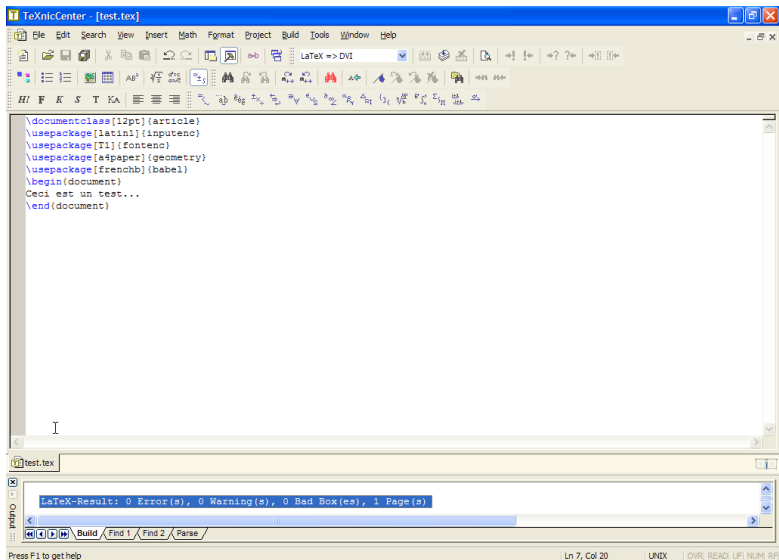 TeXnicCenter - [test.tex]
File Edit Search View Insert Math Format Project Build Tools Window Help
LaTeX => DVI
H! F K S T KA
\documentclass[12pt]{article}
\usepackage[latin1]{inputenc}
\usepackage[T1]{fontenc}
\usepackage[a4paper]{geometry}
\usepackage[frenchb]{babel}
\begin{document}
Ceci est un test...
\end{document}
test.tex
LaTeX-Result: 0 Error(s), 0 Warning(s), 0 Bad Box(es), 1 Page(s)
Output
Build Find 1 Find 2 Parse
Press F1 to get help Ln 7, Col 20 UNIX OVR READ UF NUM RF